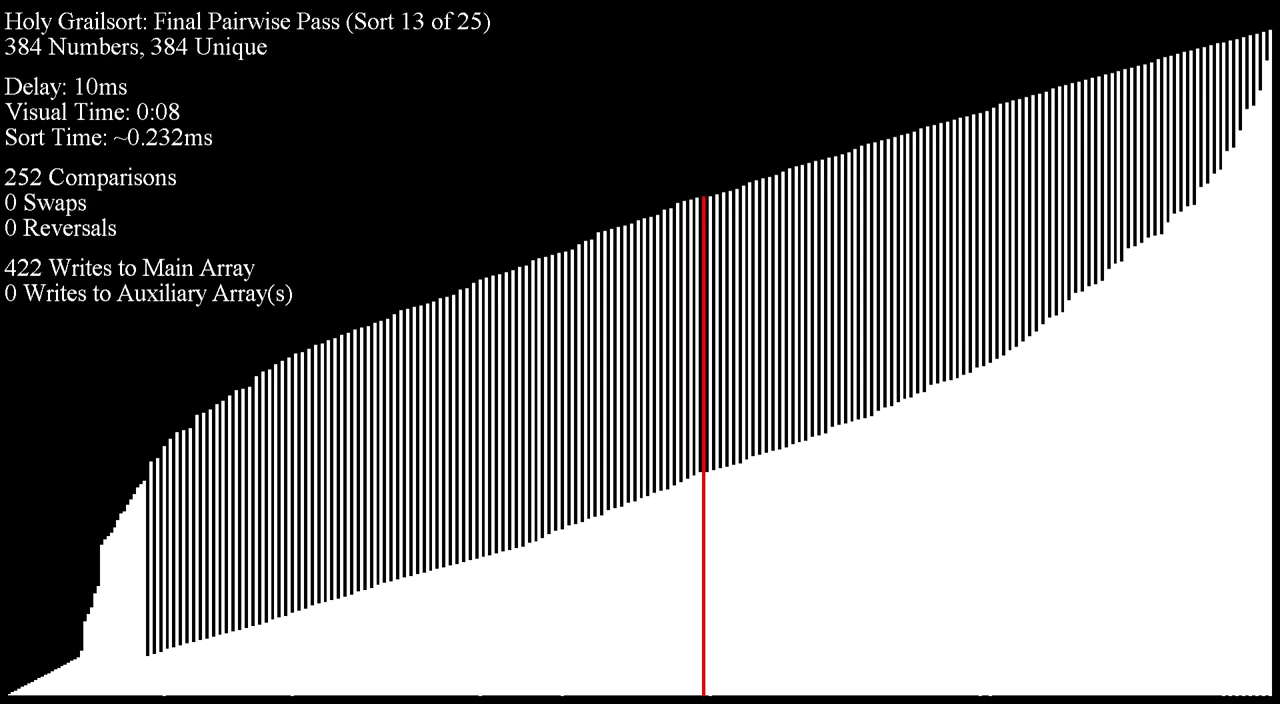 Holy Grailsort: Final Pairwise Pass (Sort 13 of 25)
384 Numbers, 384 Unique
Delay: 10ms
Visual Time: 0:08
Sort Time: ~0.232ms
252 Comparisons
0 Swaps
0 Reversals
422 Writes to Main Array
0 Writes to Auxiliary Array(s)